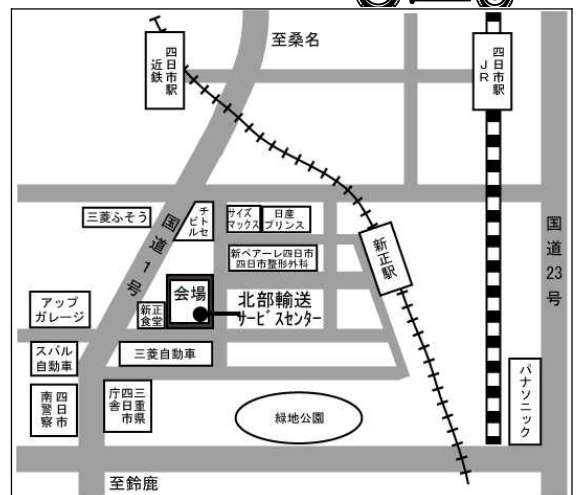 至桑名
近鉄
四日市駅
JR
四日市駅
三菱ふそう
国道1号
チビトルセ
サイズ
マックス
日産
プリンス
新正駅
国道23号
新ペアーレ四日市
四日市整形外科
会場
北部輸送
サービスセンター
アップ
ガレージ
新正
食堂
スバル
自動車
三菱自動車
四日市
南警察
三重県
四日市
庁舎
緑地公園
パナソニック
至鈴鹿